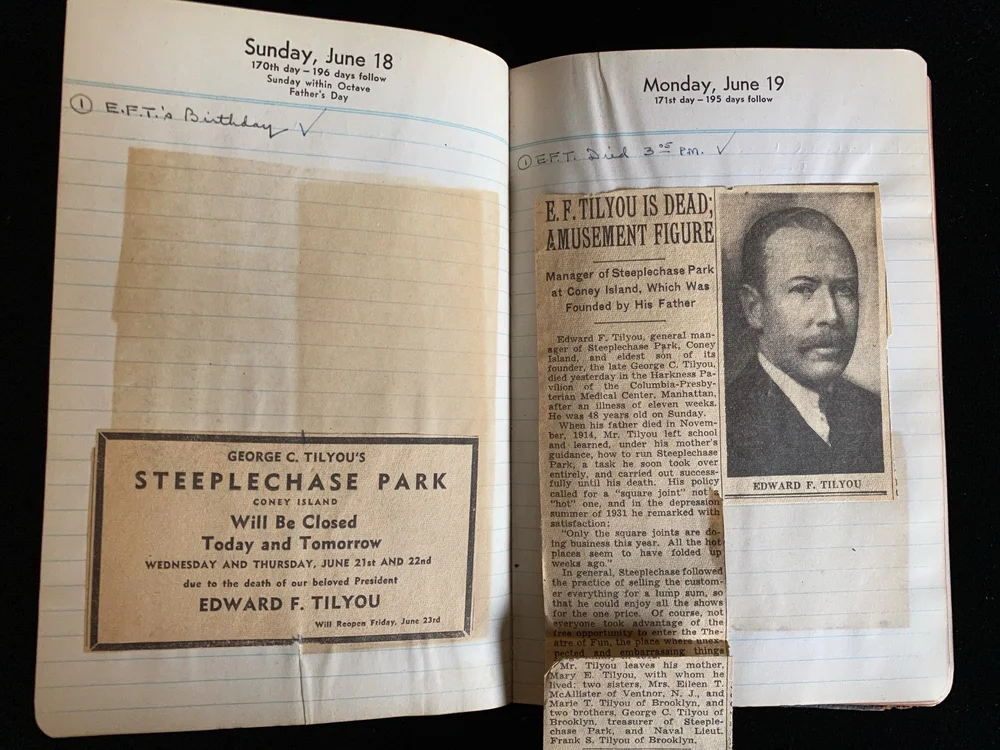 Sunday, June 18
170th day – 196 days follow
Sunday within Octave
Father's Day
① E.F.T.'s Birthday ✓
GEORGE C. TILYOU'S
STEEPLECHASE PARK
CONEY ISLAND
Will Be Closed
Today and Tomorrow
WEDNESDAY AND THURSDAY, JUNE 21st AND 22nd
due to the death of our beloved President
EDWARD F. TILYOU
Will Reopen Friday, June 23rd
Monday, June 19
171st day – 195 days follow
① E.F.T. Died 3 05 P.M. ✓
E. F. TILYOU IS DEAD;
AMUSEMENT FIGURE
Manager of Steeplechase Park
at Coney Island, Which Was
Founded by His Father
Edward F. Tilyou, general man-
ager of Steeplechase Park, Coney
Island, and eldest son of its
founder, the late George C. Tilyou,
died yesterday in the Harkness Pa-
vilion of the Columbia-Presby-
terian Medical Center, Manhattan,
after an illness of eleven weeks.
He was 48 years old on Sunday.
When his father died in Novem-
ber, 1914, Mr. Tilyou left school
and learned, under his mother's
guidance, how to run Steeplechase
Park, a task he soon took over
entirely, and carried out success-
fully until his death. His policy
called for a "square joint" not a
"hot" one, and in the depression
summer of 1931 he remarked with
satisfaction:
"Only the square joints are do-
ing business this year. All the hot
places seem to have folded up
weeks ago."
In general, Steeplechase followed
the practice of selling the custom-
er everything for a lump sum, so
that he could enjoy all the shows
for the one price. Of course, not
everyone took advantage of the
free opportunity to enter the The-
atre of Fun, the place where unex-
pected and embarrassing things
Mr. Tilyou leaves his mother,
Mary E. Tilyou, with whom he
lived; two sisters, Mrs. Eileen T.
McAllister of Ventnor, N. J., and
Marie T. Tilyou of Brooklyn, and
two brothers, George C. Tilyou of
Brooklyn, treasurer of Steeple-
chase Park, and Naval Lieut.
Frank S. Tilyou of Brooklyn.
EDWARD F. TILYOU